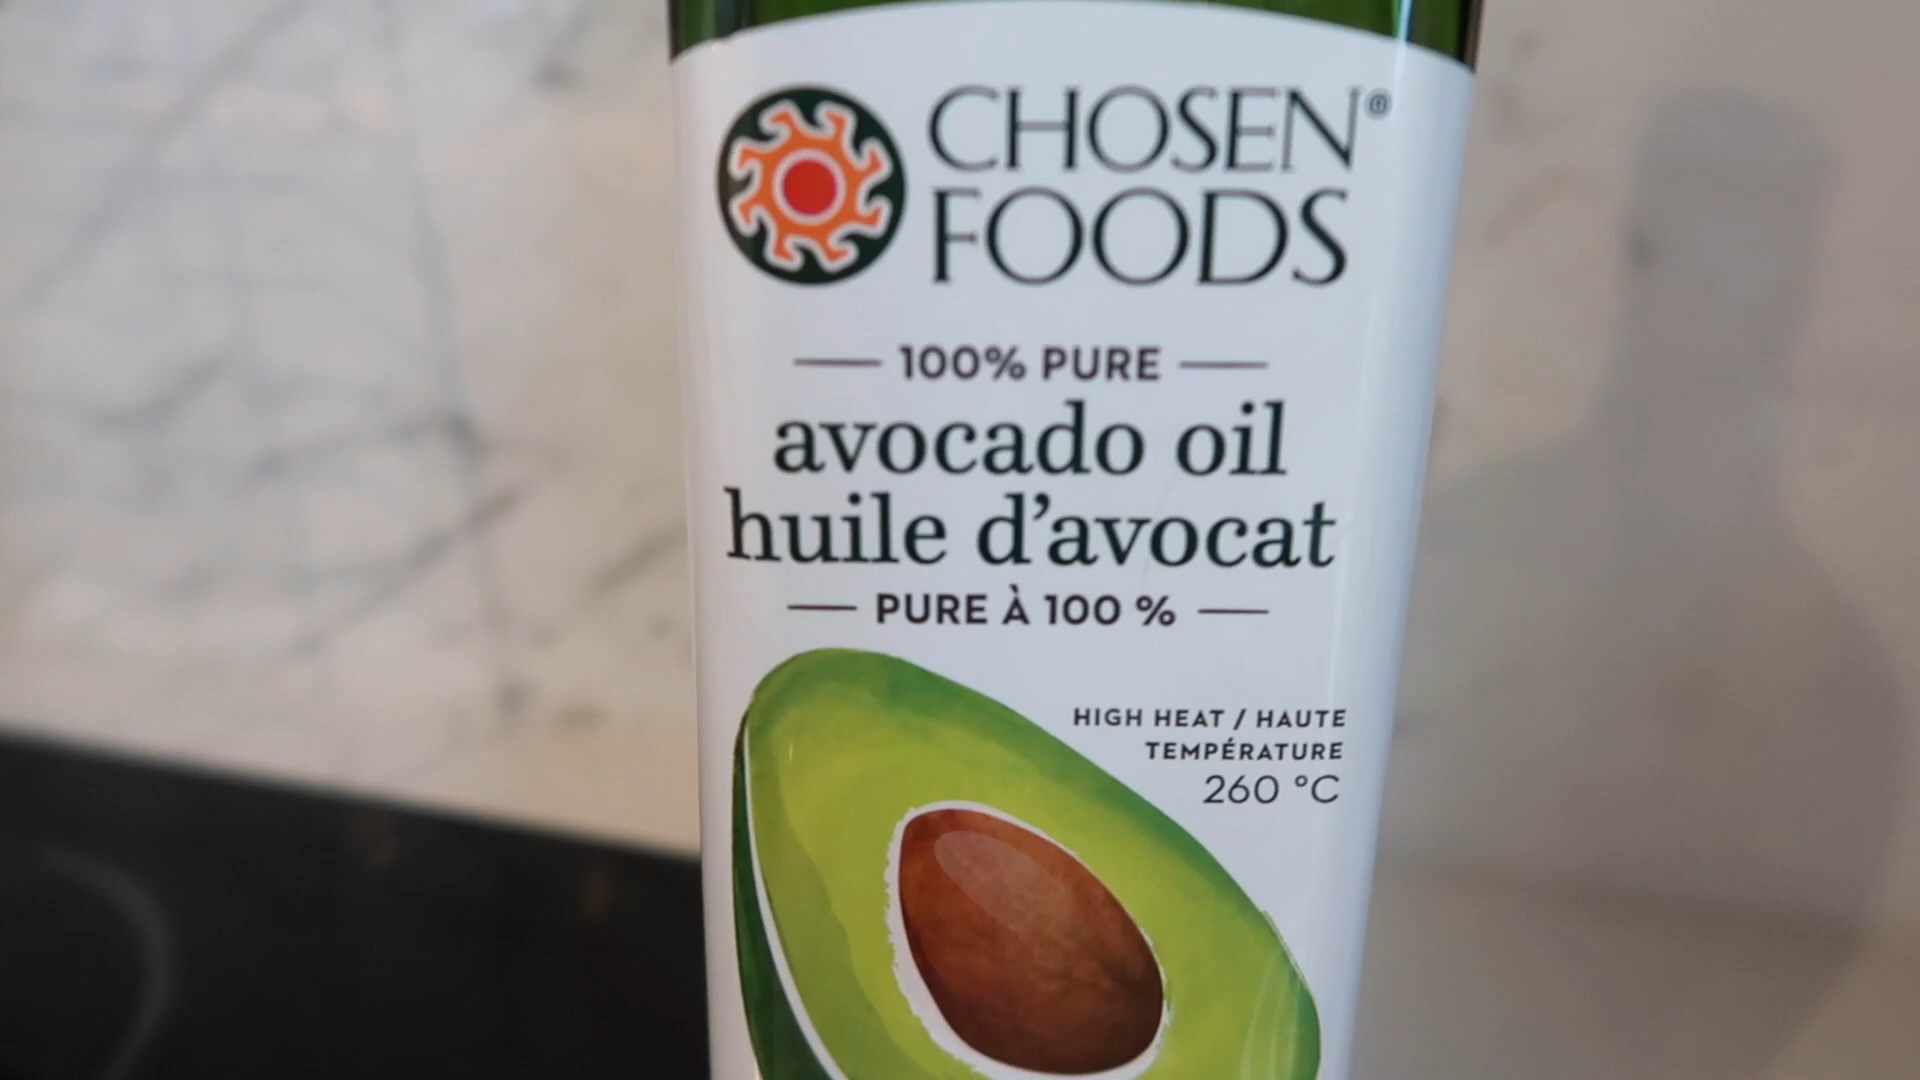 CHOSEN®
FOODS
100% PURE
avocado oil
huile d’avocat
PURE À 100 %
HIGH HEAT / HAUTE
TEMPÉRATURE
260 °C